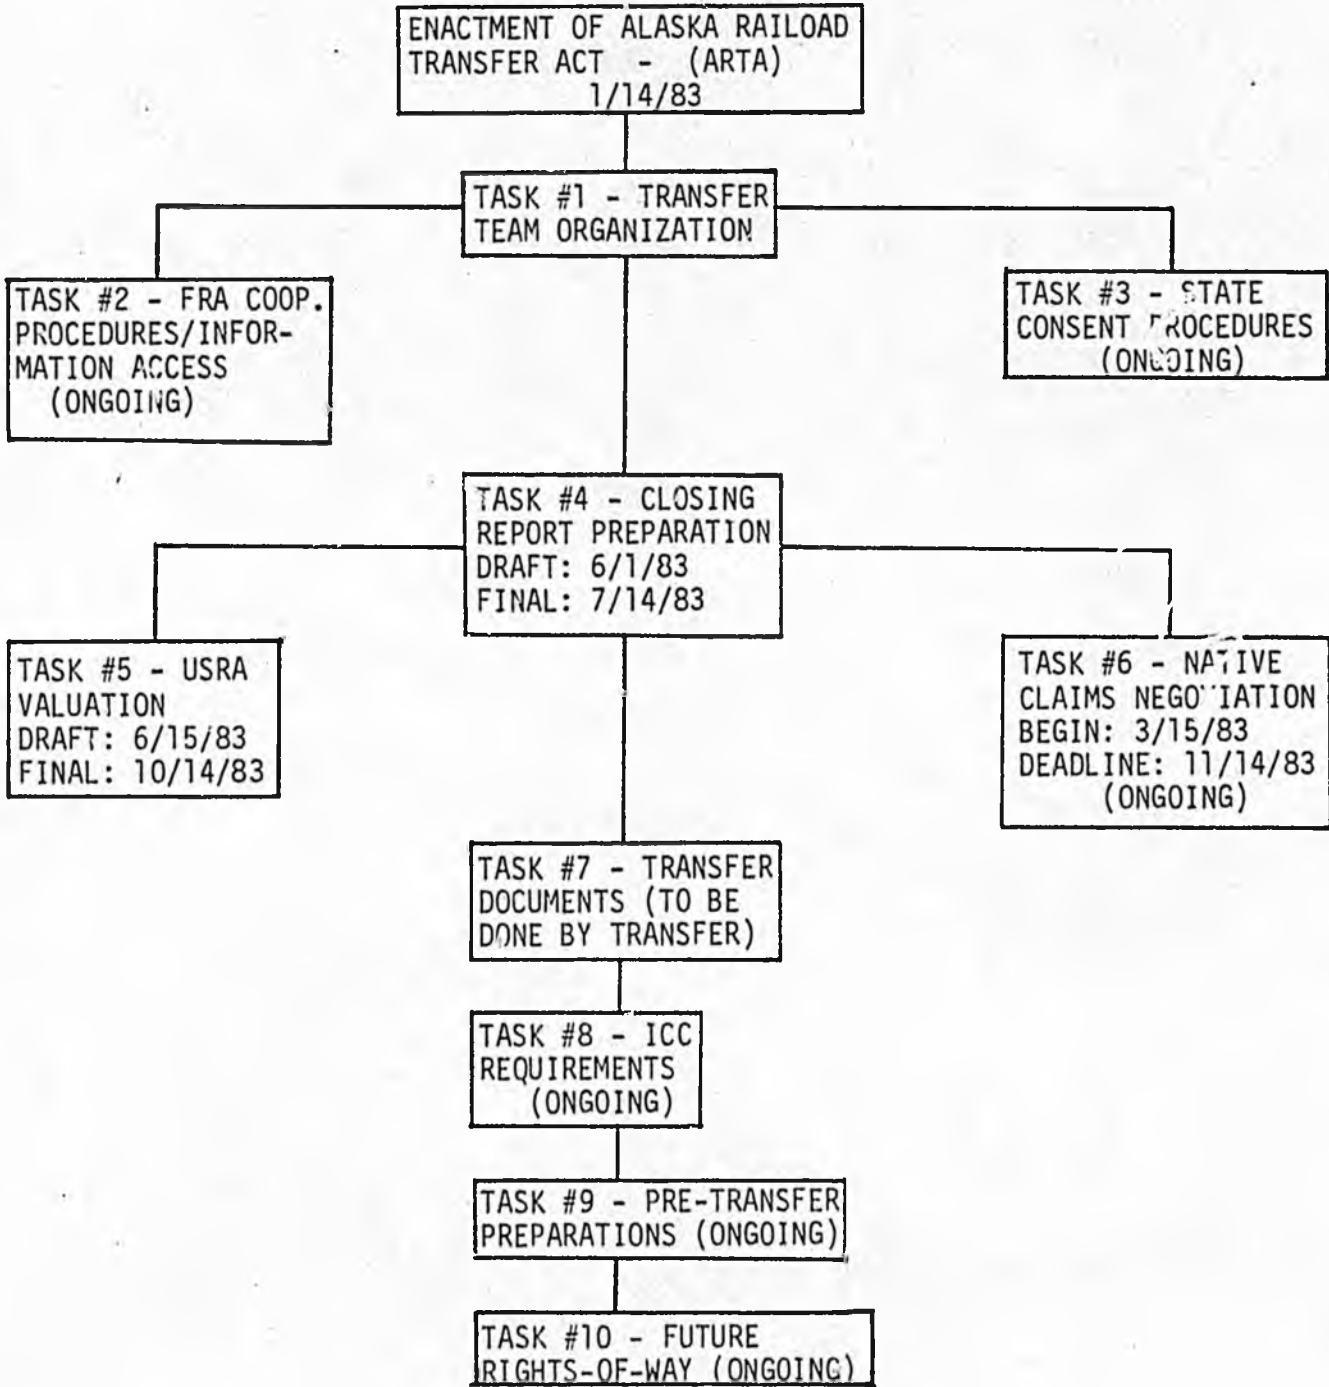 ENACTMENT OF ALASKA RAILOAD
TRANSFER ACT - (ARTA)
1/14/83
TASK #1 - TRANSFER
TEAM ORGANIZATION
TASK #2 - FRA COOP.
PROCEDURES/INFOR-
MATION ACCESS
(ONGOING)
TASK #3 - STATE
CONSENT PROCEDURES
(ONGOING)
TASK #4 - CLOSING
REPORT PREPARATION
DRAFT: 6/1/83
FINAL: 7/14/83
TASK #5 - USRA
VALUATION
DRAFT: 6/15/83
FINAL: 10/14/83
TASK #6 - NATIVE
CLAIMS NEGOTIATION
BEGIN: 3/15/83
DEADLINE: 11/14/83
(ONGOING)
TASK #7 - TRANSFER
DOCUMENTS (TO BE
DONE BY TRANSFER)
TASK #8 - ICC
REQUIREMENTS
(ONGOING)
TASK #9 - PRE-TRANSFER
PREPARATIONS (ONGOING)
TASK #10 - FUTURE
RIGHTS-OF-WAY (ONGOING)